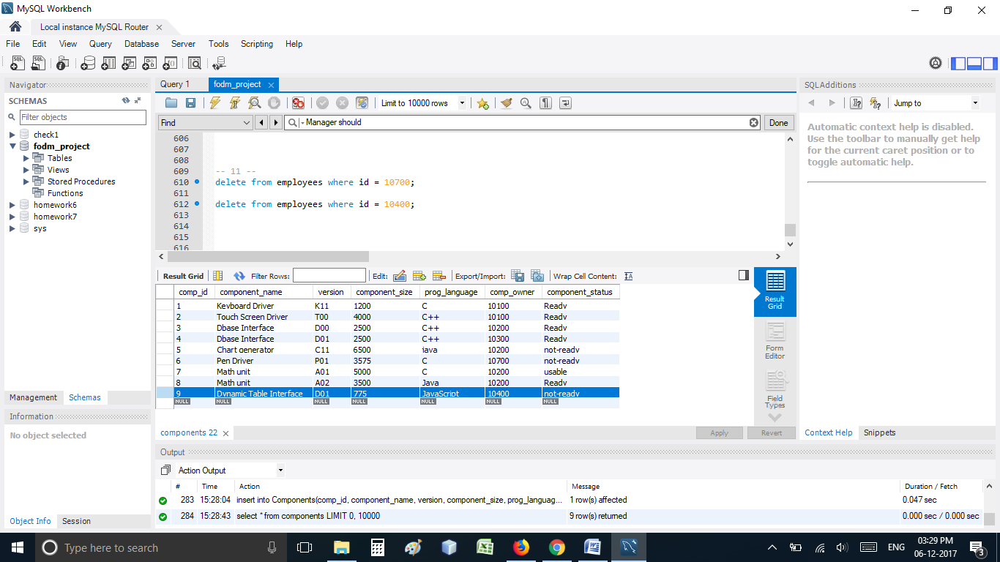 MySQL Workbench
Local instance MySQL Router
File Edit View Query Database Server Tools Scripting Help
Navigator
SCHEMAS
Filter objects
check1
fodm_project
Tables
Views
Stored Procedures
Functions
homework6
homework7
sys
Management Schemas
Information
No object selected
Object Info Session
Query 1 fodm_project
Limit to 10000 rows
Find Manager should Done
606
607
608
609 -- 11 --
610 delete from employees where id = 10700;
611
612 delete from employees where id = 10400;
613
614
615
616
Result Grid Filter Rows: Edit: Export/Import: Wrap Cell Content:
comp_id component_name version component_size prog_language comp_owner component_status
1 Keyboard Driver K11 1200 C 10100 Ready
2 Touch Screen Driver T00 4000 C++ 10100 Ready
3 Dbase Interface D00 2500 C++ 10200 Ready
4 Dbase Interface D01 2500 C++ 10300 Ready
5 Chart generator C11 6500 java 10200 not-ready
6 Pen Driver P01 3575 C 10700 not-ready
7 Math unit A01 5000 C 10200 usable
8 Math unit A02 3500 Java 10200 Ready
9 Dynamic Table Interface D01 775 JavaScript 10400 not-ready
NULL NULL NULL NULL NULL NULL NULL
Result
Grid
Form
Editor
Field
Types
components 22 Apply Revert
SQLAdditions
Jump to
Automatic context help is disabled.
Use the toolbar to manually get help
for the current caret position or to
toggle automatic help.
Context Help Snippets
Output
Action Output
# Time Action Message Duration / Fetch
283 15:28:04 insert into Components(comp_id, component_name, version, component_size, prog_languag... 1 row(s) affected 0.047 sec
284 15:28:43 select * from components LIMIT 0, 10000 9 row(s) returned 0.000 sec / 0.000 sec
Type here to search
ENG
03:29 PM
06-12-2017
3